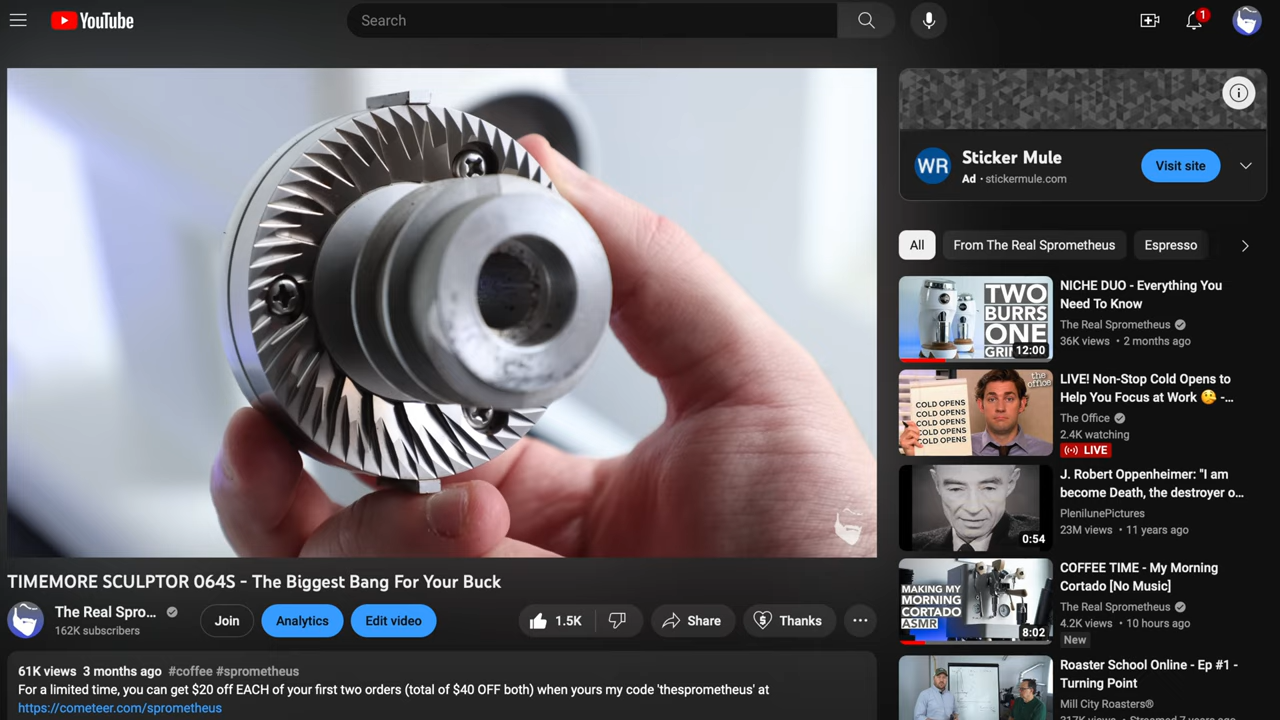 YouTube
Search
1
Sticker Mule
Ad · stickermule.com
WR
Visit site
All
From The Real Sprometheus
Espresso
TWO
BURRS
ONE
GRI
12:00
NICHE DUO - Everything You
Need To Know
The Real Sprometheus
36K views · 2 months ago
the
office
COLD OPENS
COLD OPENS
COLD OPENS
COLD OPENS
COLD OPENS
LIVE! Non-Stop Cold Opens to
Help You Focus at Work 🤒 -...
The Office
2.4K watching
LIVE
0:54
J. Robert Oppenheimer: "I am
become Death, the destroyer o...
PlenilunePictures
23M views · 11 years ago
MAKING MY
MORNING
CORTADO
ASMR
8:02
COFFEE TIME - My Morning
Cortado [No Music]
The Real Sprometheus
4.2K views · 10 hours ago
New
Roaster School Online - Ep #1 -
Turning Point
Mill City Roasters®
TIMEMORE SCULPTOR 064S - The Biggest Bang For Your Buck
The Real Spro...
162K subscribers
Join
Analytics
Edit video
1.5K
Share
Thanks
61K views 3 months ago #coffee #sprometheus
For a limited time, you can get $20 off EACH of your first two orders (total of $40 OFF both) when yours my code 'thesprometheus' at
https://cometeer.com/sprometheus